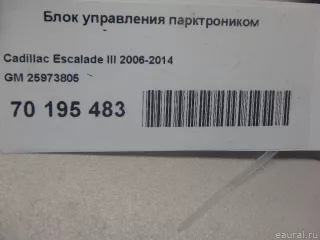 Блок управления парктроником
Cadillac Escalade III 2006-2014
GM 25973805
70 195 483
eaural.ru